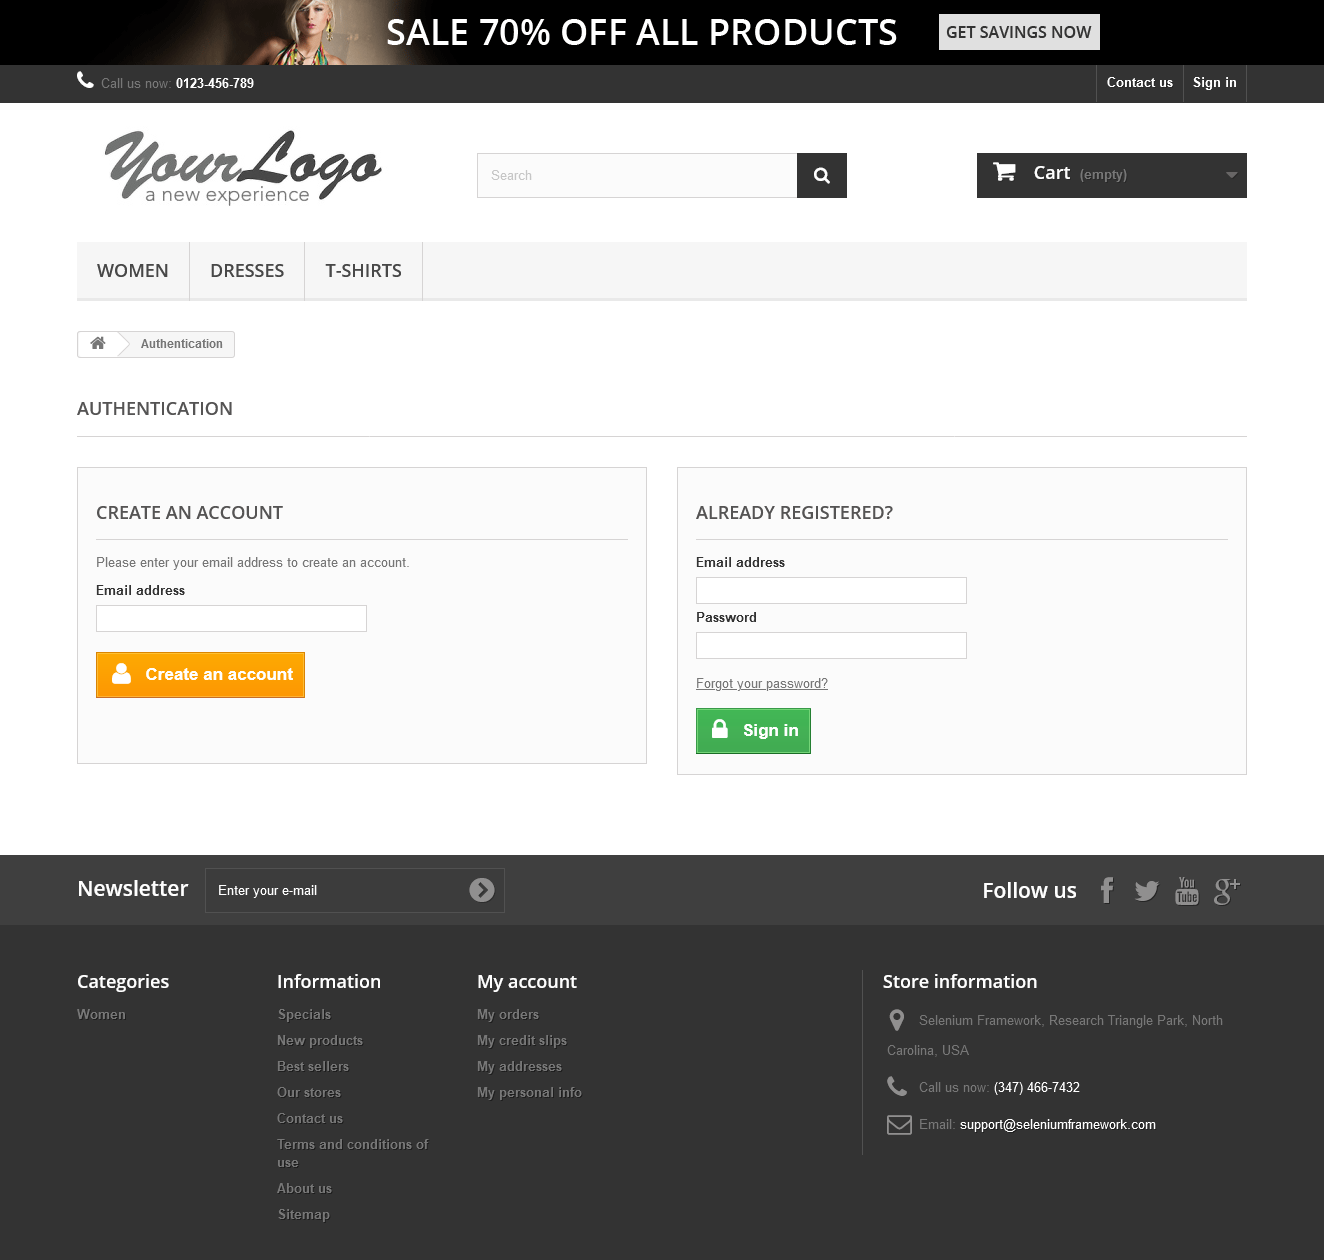 SALE 70% OFF ALL PRODUCTS
GET SAVINGS NOW
Call us now: 0123-456-789
Contact us
Sign in
YourLogo
a new experience
Search
Cart (empty)
WOMEN
DRESSES
T-SHIRTS
Authentication
AUTHENTICATION
CREATE AN ACCOUNT
Please enter your email address to create an account.
Email address
Create an account
ALREADY REGISTERED?
Email address
Password
Forgot your password?
Sign in
Newsletter
Enter your e-mail
Follow us
You
Tube
g+
Categories
Women
Information
Specials
New products
Best sellers
Our stores
Contact us
Terms and conditions of
use
About us
Sitemap
My account
My orders
My credit slips
My addresses
My personal info
Store information
Selenium Framework, Research Triangle Park, North
Carolina, USA
Call us now: (347) 466-7432
Email: support@seleniumframework.com